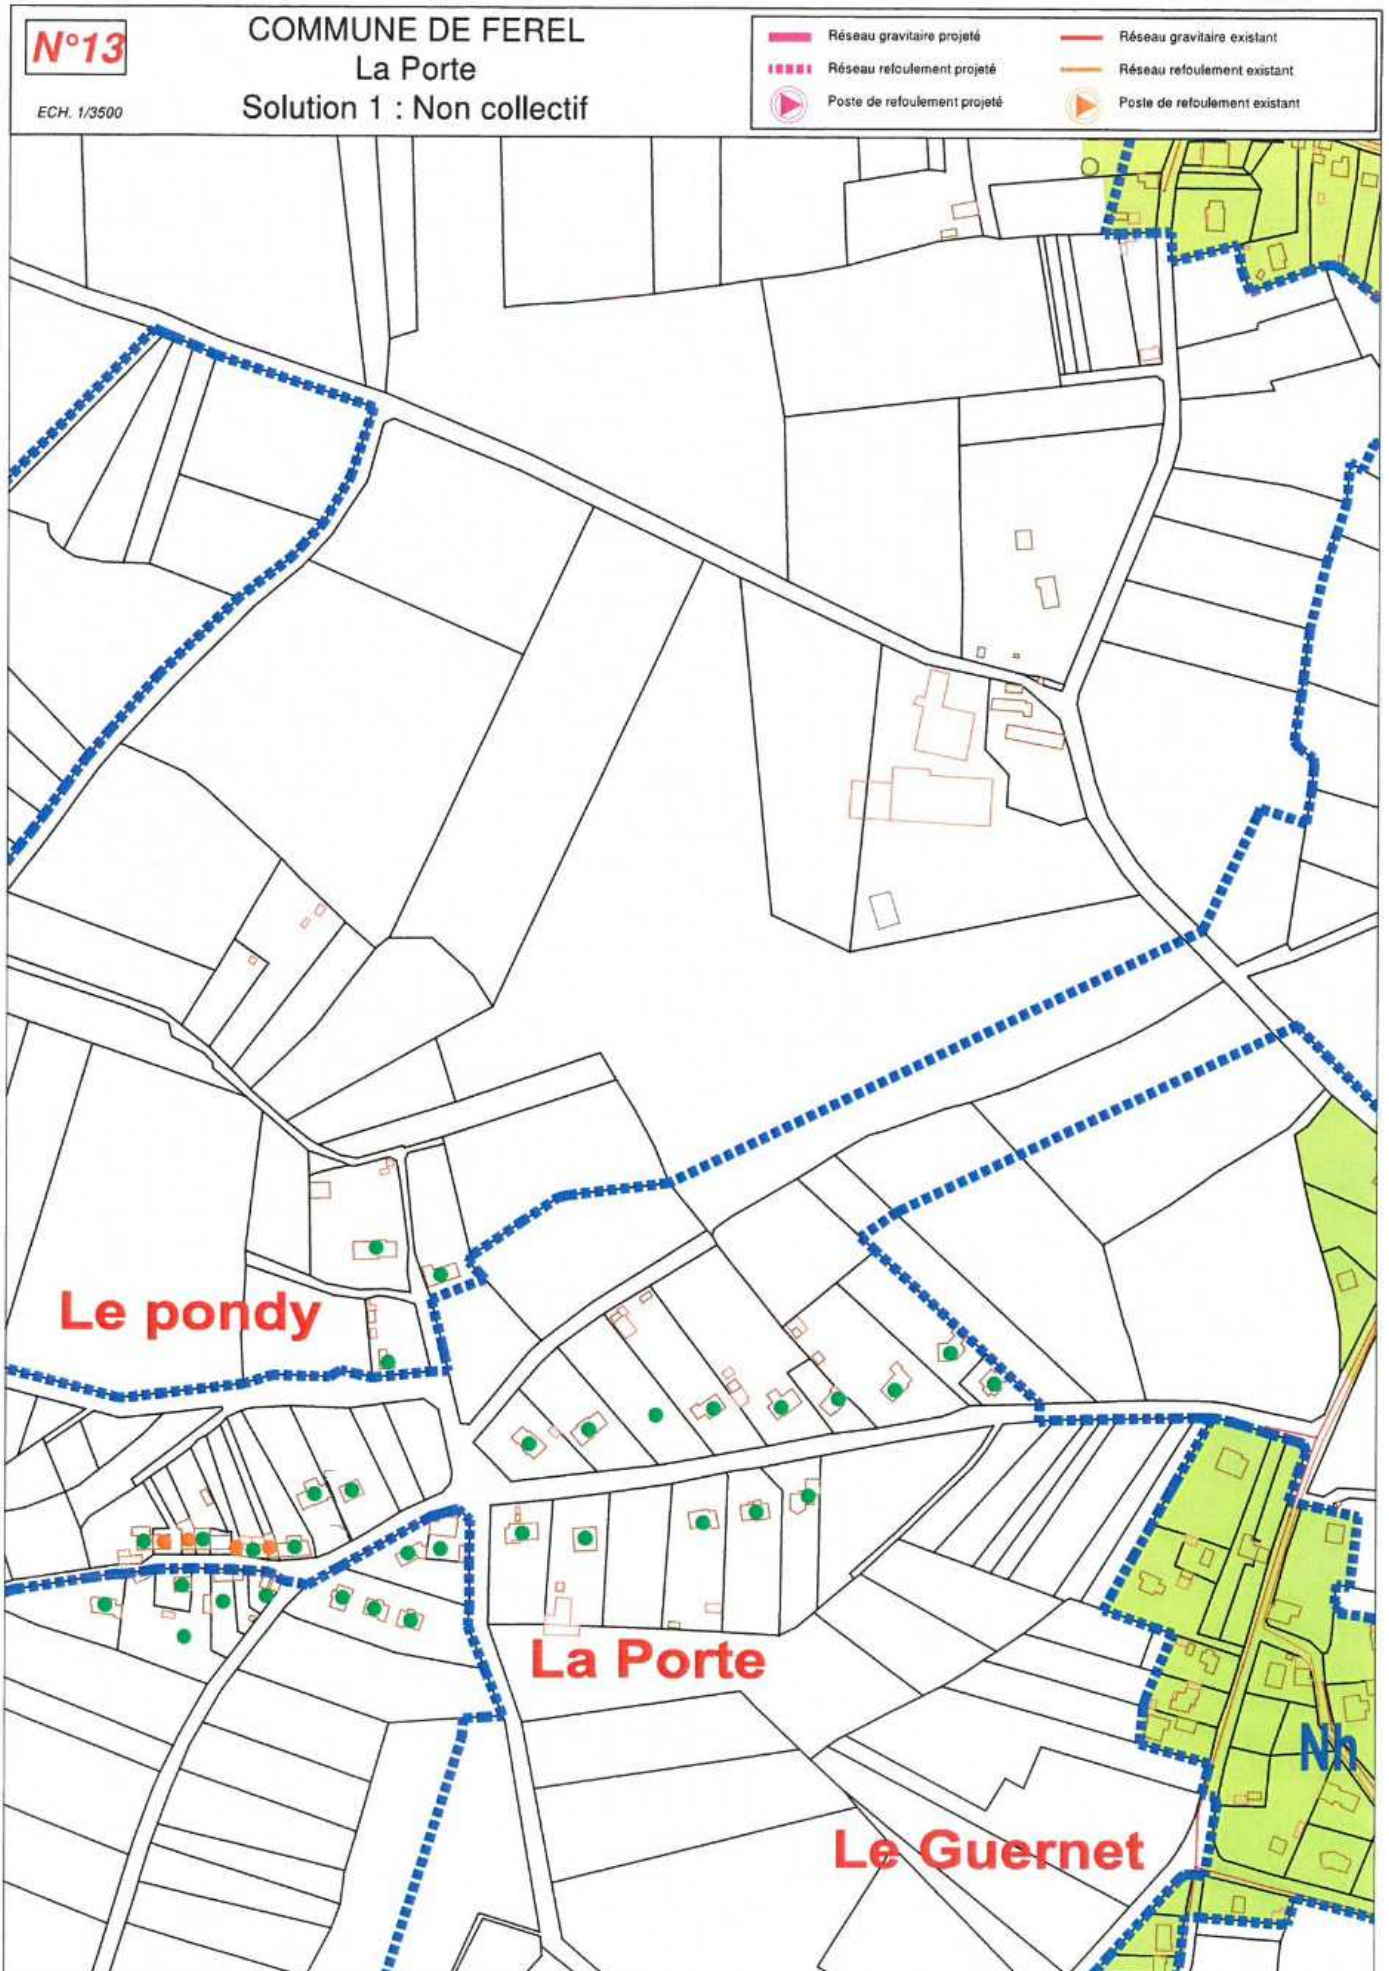 N°13
ECH. 1/3500
COMMUNE DE FEREL
La Porte
Solution 1 : Non collectif
Réseau gravitaire projeté
Réseau refoulement projeté
Poste de refoulement projeté
Réseau gravitaire existant
Réseau refoulement existant
Poste de refoulement existant
Le pondy
La Porte
Nh
Le Guernet